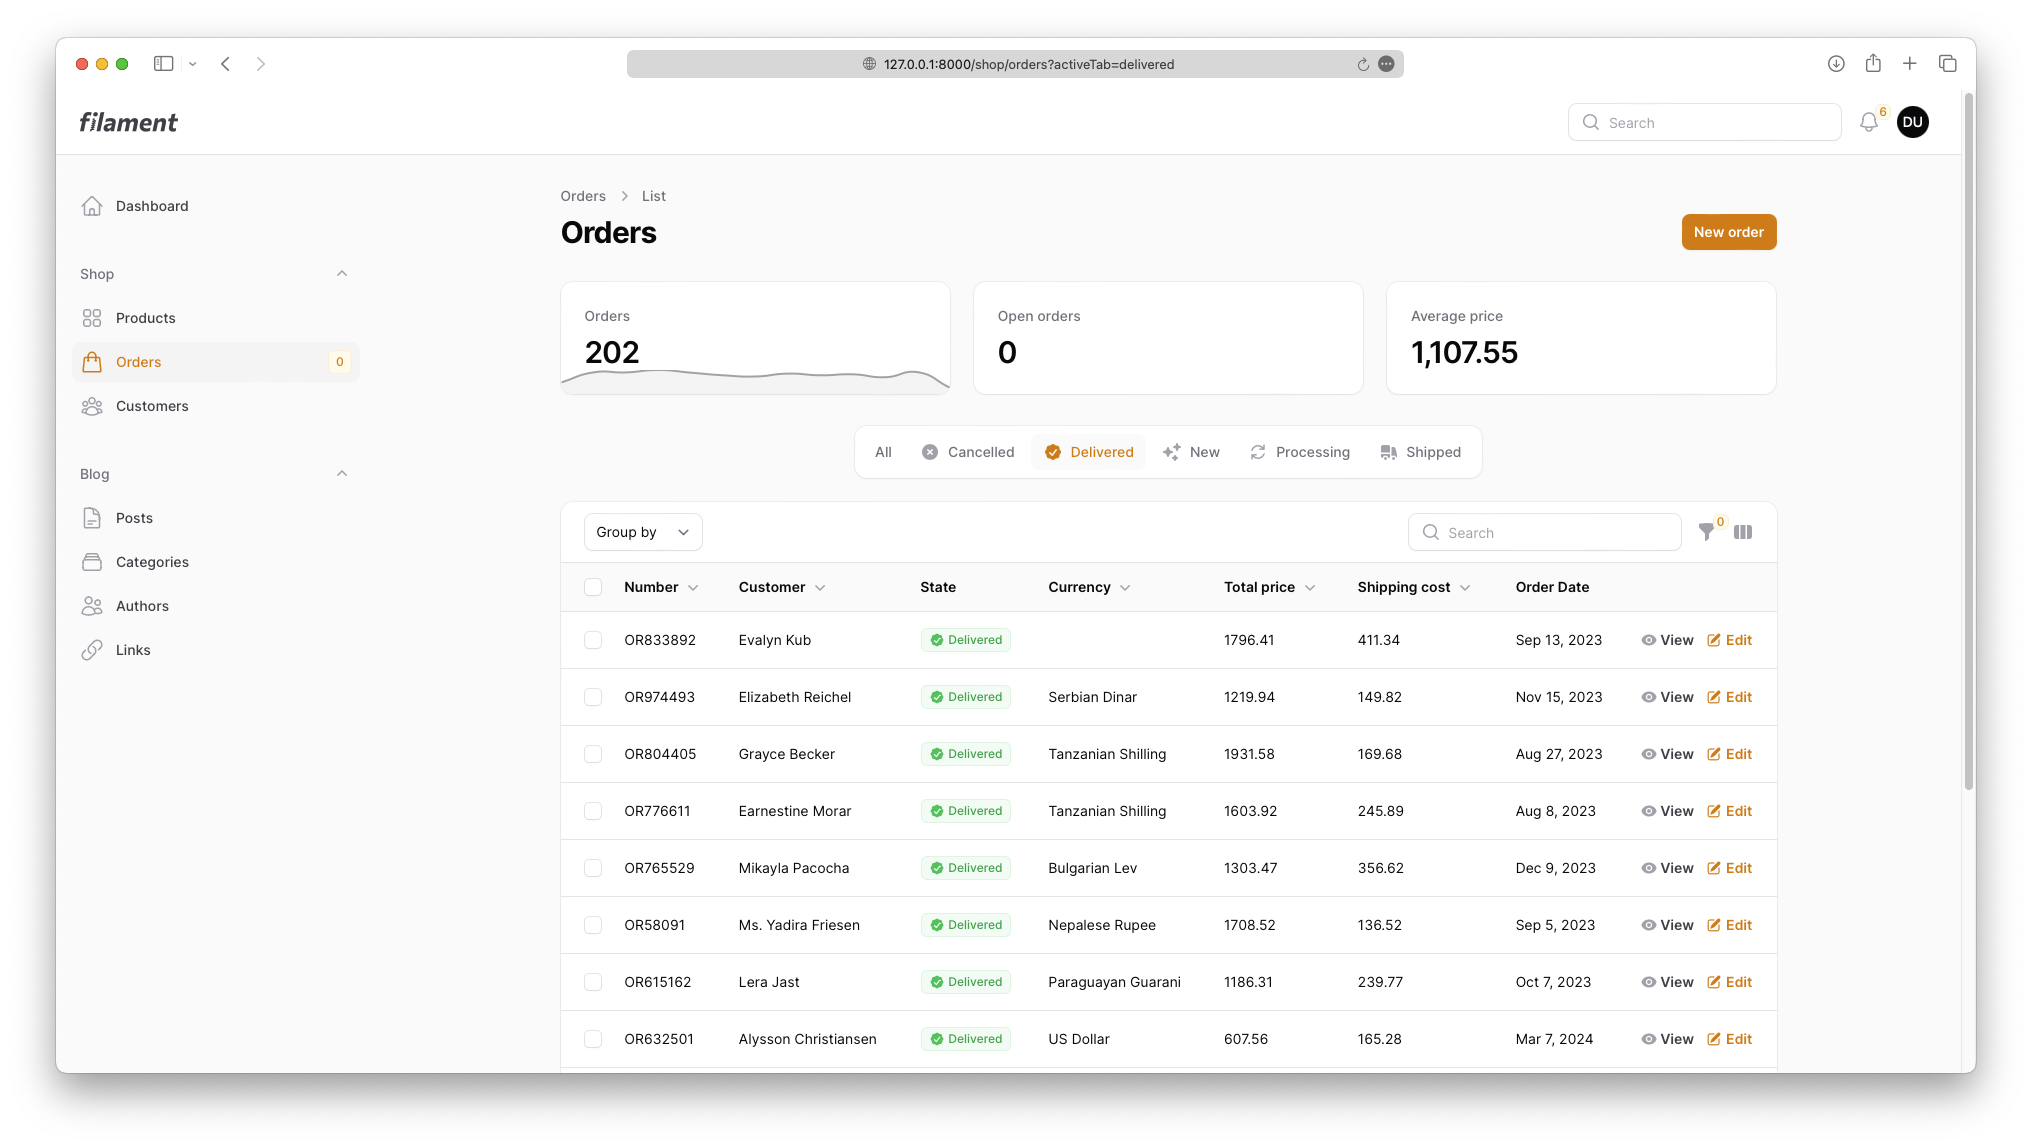 127.0.0.1:8000/shop/orders?activeTab=delivered
filament
Search
6
DU
Dashboard
Shop
Products
Orders 0
Customers
Blog
Posts
Categories
Authors
Links
Orders > List
Orders
New order
Orders
202
Open orders
0
Average price
1,107.55
All Cancelled Delivered New Processing Shipped
Group by
Search
0
Number Customer State Currency Total price Shipping cost Order Date
OR833892 Evalyn Kub Delivered 1796.41 411.34 Sep 13, 2023 View Edit
OR974493 Elizabeth Reichel Delivered Serbian Dinar 1219.94 149.82 Nov 15, 2023 View Edit
OR804405 Grayce Becker Delivered Tanzanian Shilling 1931.58 169.68 Aug 27, 2023 View Edit
OR776611 Earnestine Morar Delivered Tanzanian Shilling 1603.92 245.89 Aug 8, 2023 View Edit
OR765529 Mikayla Pacocha Delivered Bulgarian Lev 1303.47 356.62 Dec 9, 2023 View Edit
OR58091 Ms. Yadira Friesen Delivered Nepalese Rupee 1708.52 136.52 Sep 5, 2023 View Edit
OR615162 Lera Jast Delivered Paraguayan Guarani 1186.31 239.77 Oct 7, 2023 View Edit
OR632501 Alysson Christiansen Delivered US Dollar 607.56 165.28 Mar 7, 2024 View Edit